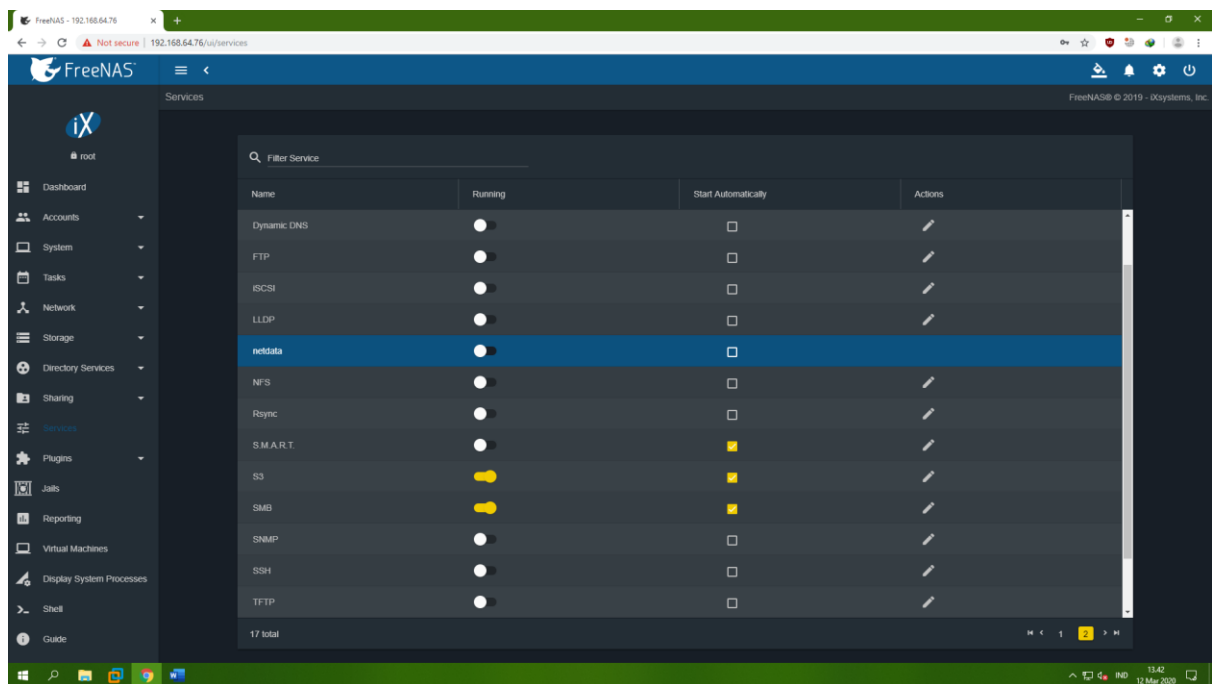 FreeNAS - 192.168.64.76
Not secure | 192.168.64.76/ui/services
FreeNAS
Services
FreeNAS® © 2019 - iXsystems, Inc.
iX
root
Filter Service
Dashboard
Accounts
System
Tasks
Network
Storage
Directory Services
Sharing
Services
Plugins
Jails
Reporting
Virtual Machines
Display System Processes
Shell
Guide
Name Running Start Automatically Actions
Dynamic DNS
FTP
iSCSI
LLDP
netdata
NFS
Rsync
S.M.A.R.T.
S3
SMB
SNMP
SSH
TFTP
17 total
1 2
IND
13.42
12 Mar 2020